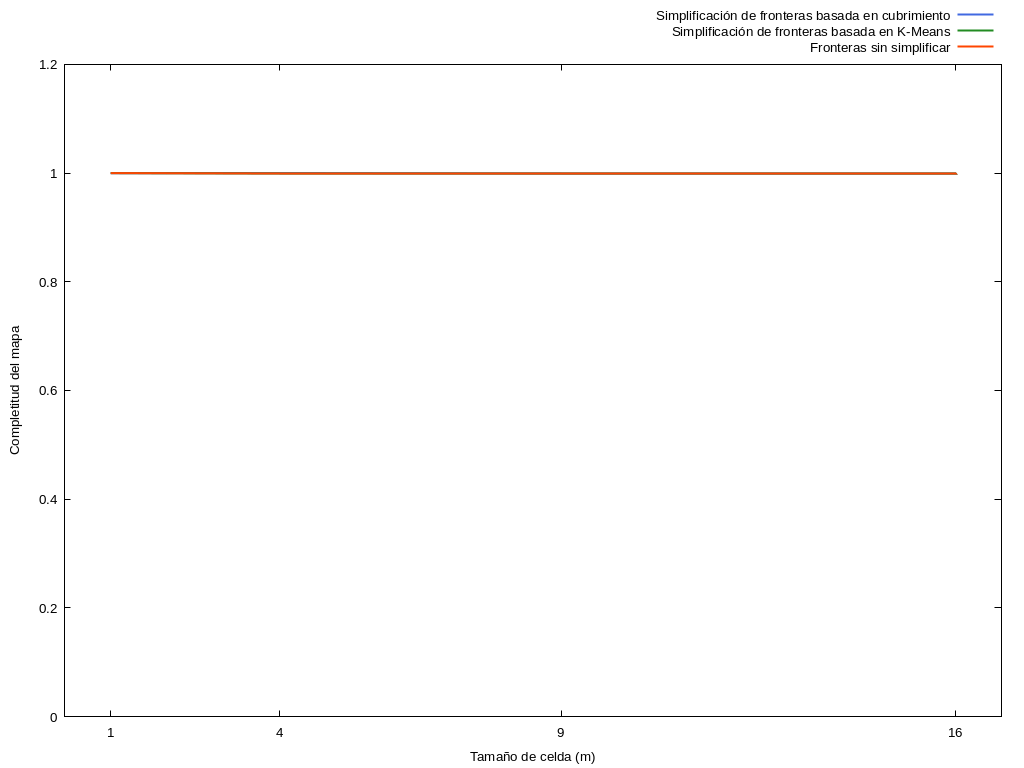 Simplificación de fronteras basada en cubrimiento
Simplificación de fronteras basada en K-Means
Fronteras sin simplificar
1.2
1
0.8
0.6
0.4
0.2
0
Completitud del mapa
1 4 9 16
Tamaño de celda (m)